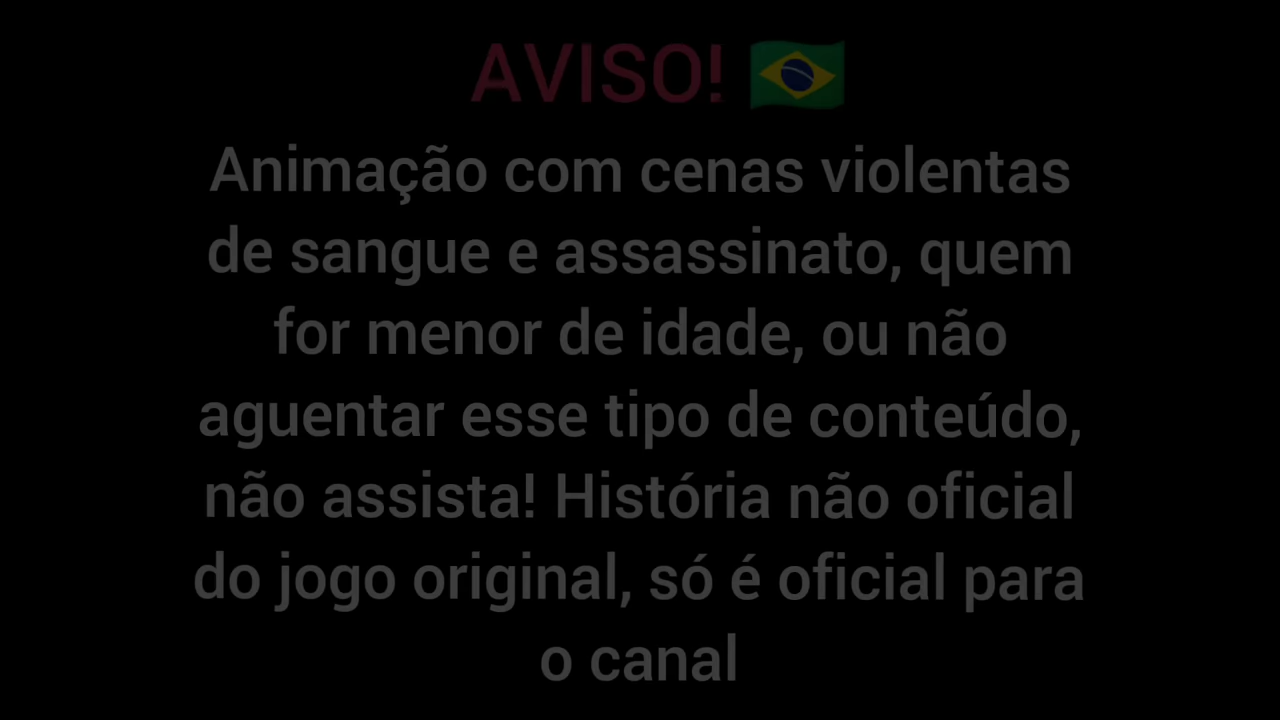 AVISO! 🇧🇷
Animação com cenas violentas
de sangue e assassinato, quem
for menor de idade, ou não
aguentar esse tipo de conteúdo,
não assista! História não oficial
do jogo original, só é oficial para
o canal